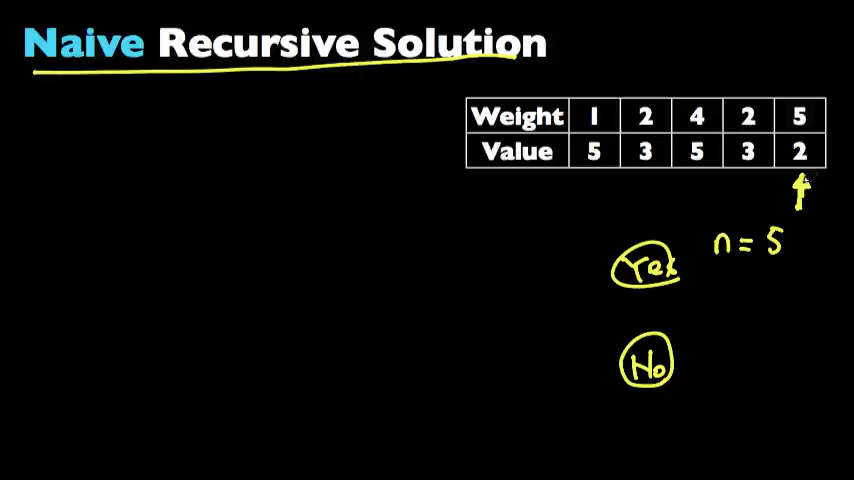 Naive Recursive Solution
Weight 1 2 4 2 5
Value 5 3 5 3 2
n = 5
Yes
No